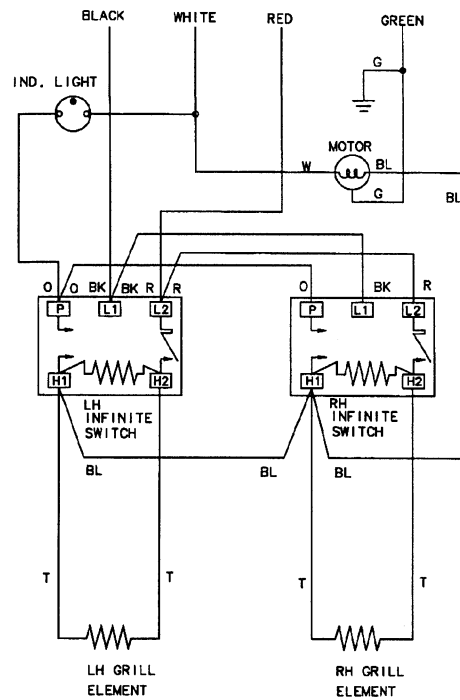 BLACK WHITE RED GREEN
G
IND. LIGHT
MOTOR
W BL
BL
G
O O BK BK R R O BK R
P L1 L2 P L1 L2
H1 H2 H1 H2
LH
INFINITE
SWITCH
RH
INFINITE
SWITCH
BL BL BL
T T T T
LH GRILL
ELEMENT
RH GRILL
ELEMENT